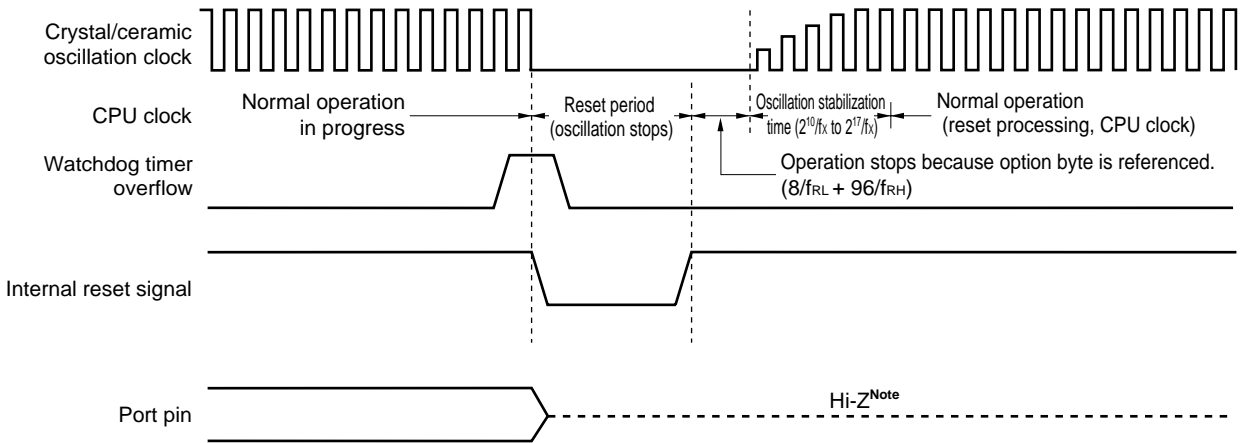 Crystal/ceramic
oscillation clock
CPU clock
Normal operation
in progress
Reset period
(oscillation stops)
Oscillation stabilization
time (2¹⁰/fX to 2¹⁷/fX)
Normal operation
(reset processing, CPU clock)
Watchdog timer
overflow
Operation stops because option byte is referenced.
(8/fRL + 96/fRH)
Internal reset signal
Port pin
Hi-ZNote